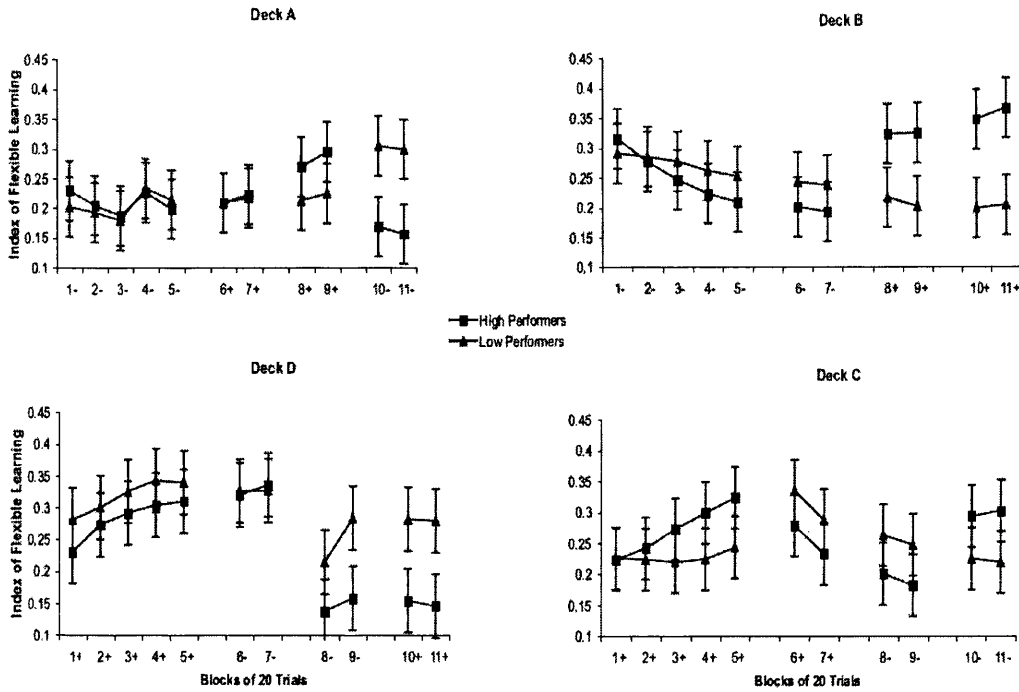 Deck A
Index of Flexible Learning
0.45
0.4
0.35
0.3
0.25
0.2
0.15
0.1
1- 2- 3- 4- 5- 6+ 7+ 8+ 9+ 10- 11-
Deck B
0.45
0.4
0.35
0.3
0.25
0.2
0.15
0.1
1- 2- 3- 4- 5- 6- 7- 8+ 9+ 10+ 11+
High Performers
Low Performers
Deck D
Index of Flexible Learning
0.45
0.4
0.35
0.3
0.25
0.2
0.15
0.1
1+ 2+ 3+ 4+ 5+ 6- 7- 8- 9- 10+ 11+
Blocks of 20 Trials
Deck C
0.45
0.4
0.35
0.3
0.25
0.2
0.15
0.1
1+ 2+ 3+ 4+ 5+ 6+ 7+ 8- 9- 10- 11-
Blocks of 20 Trials